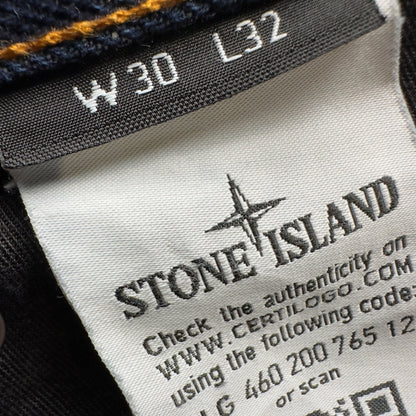 W30 L32
STONE ISLAND
Check the authenticity on
WWW.CERTILOGO.COM
using the following code:
LG 460 200 765 12
or scan